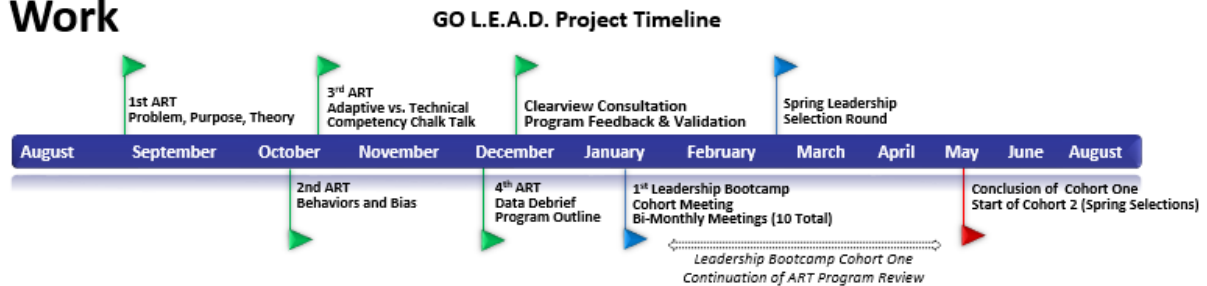 Work
GO L.E.A.D. Project Timeline
1st ART
Problem, Purpose, Theory
3rd ART
Adaptive vs. Technical
Competency Chalk Talk
Clearview Consultation
Program Feedback & Validation
Spring Leadership
Selection Round
August September October November December January February March April May June August
2nd ART
Behaviors and Bias
4th ART
Data Debrief
Program Outline
1st Leadership Bootcamp
Cohort Meeting
Bi-Monthly Meetings (10 Total)
Conclusion of Cohort One
Start of Cohort 2 (Spring Selections)
Leadership Bootcamp Cohort One
Continuation of ART Program Review